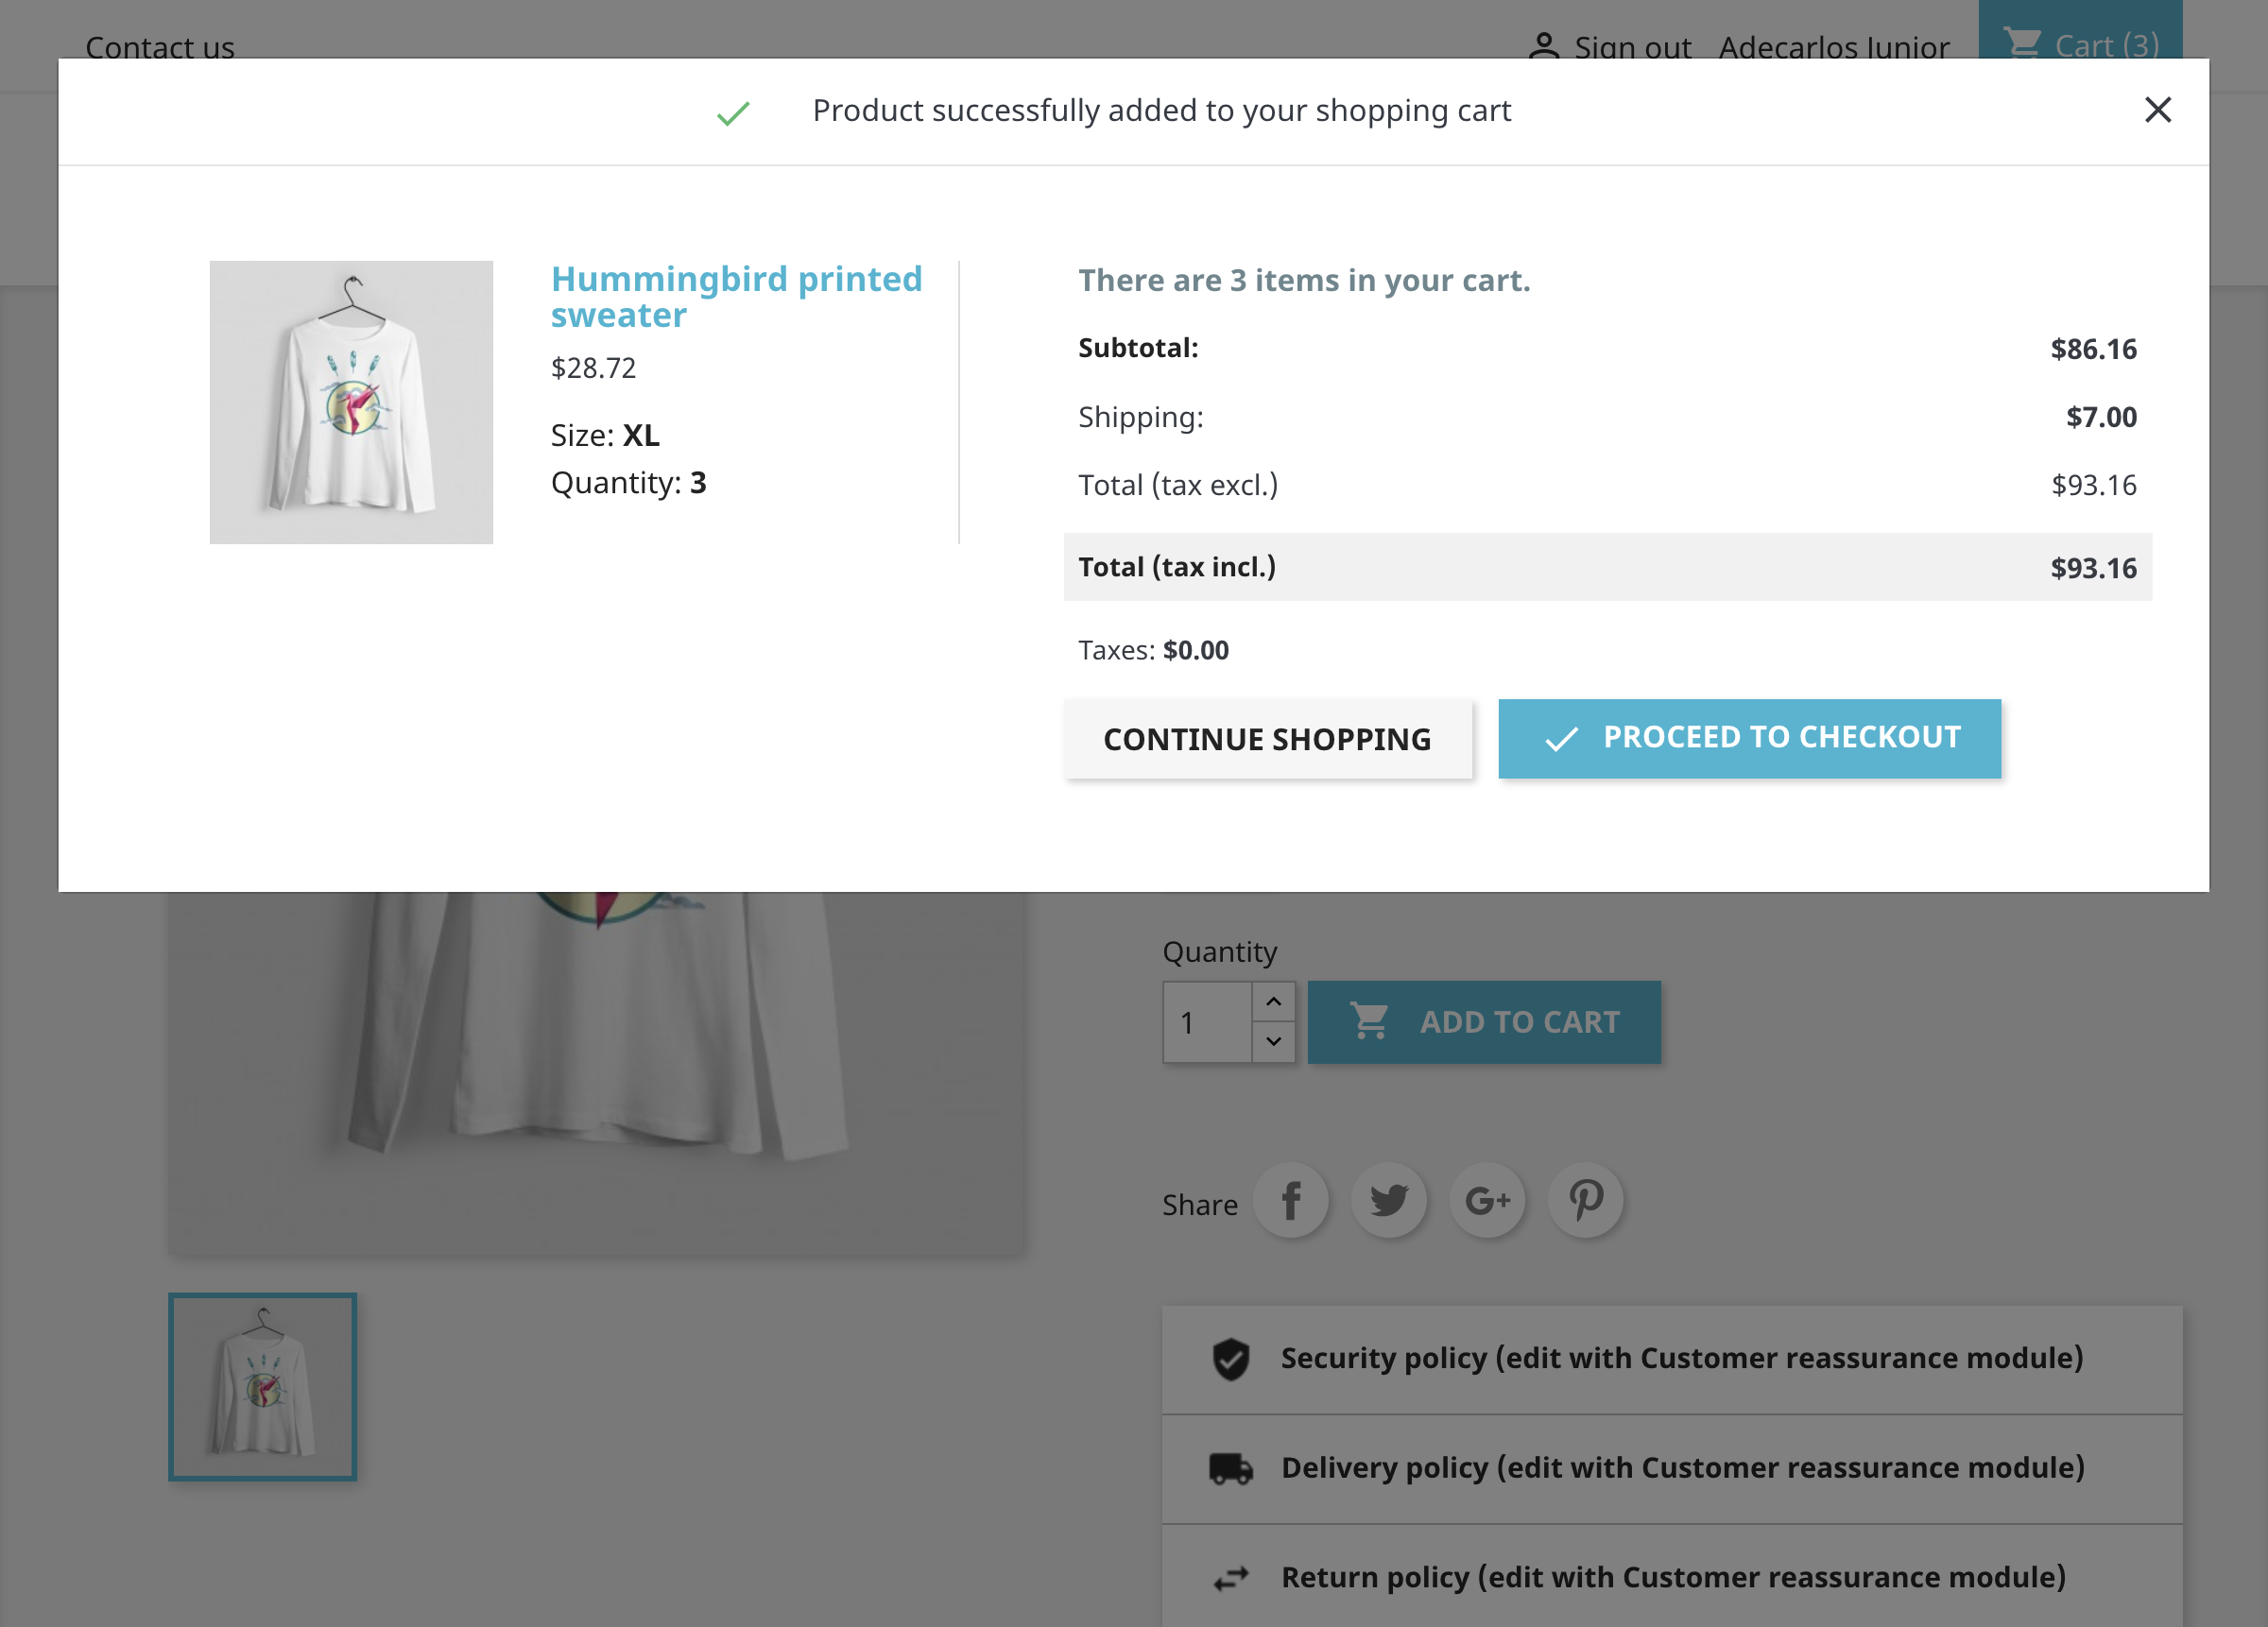 Contact us
Sign out Adecarlos Junior Cart (3)
Product successfully added to your shopping cart
Hummingbird printed
sweater
$28.72
Size: XL
Quantity: 3
There are 3 items in your cart.
Subtotal: $86.16
Shipping: $7.00
Total (tax excl.) $93.16
Total (tax incl.) $93.16
Taxes: $0.00
CONTINUE SHOPPING
PROCEED TO CHECKOUT
Quantity
1
ADD TO CART
Share
Security policy (edit with Customer reassurance module)
Delivery policy (edit with Customer reassurance module)
Return policy (edit with Customer reassurance module)